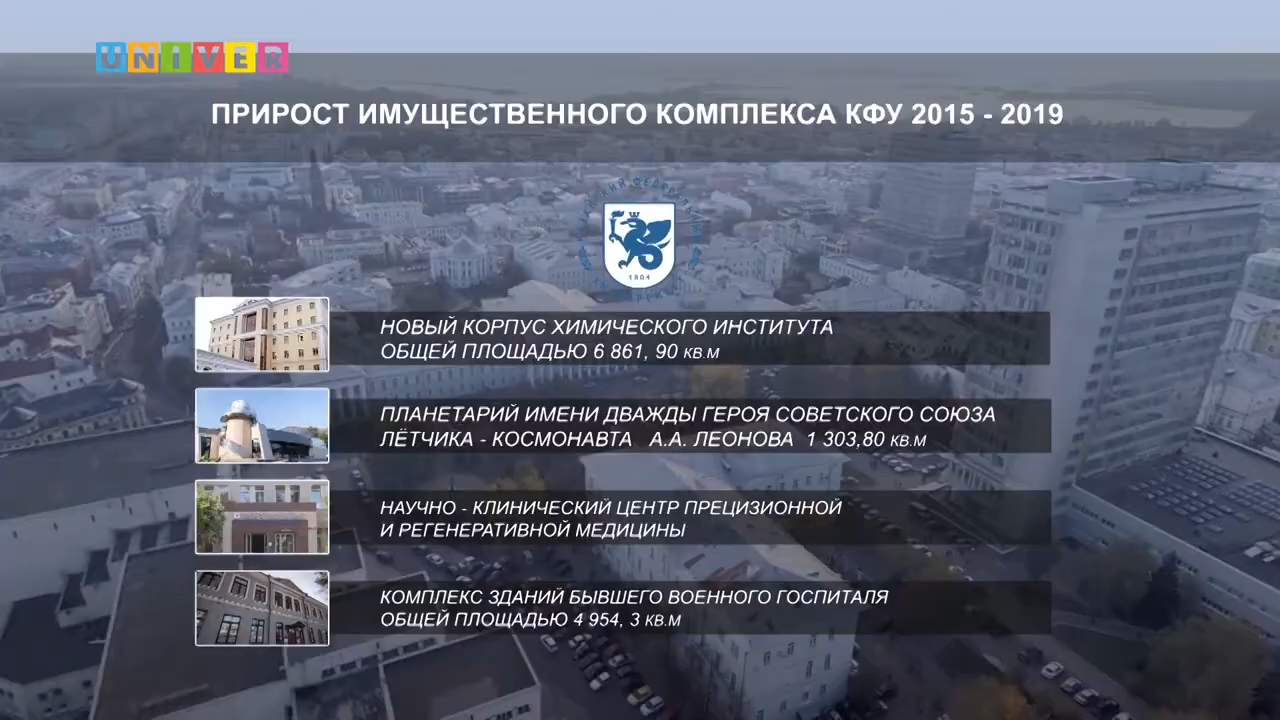 UNIVER
ПРИРОСТ ИМУЩЕСТВЕННОГО КОМПЛЕКСА КФУ 2015 - 2019
1804
НОВЫЙ КОРПУС ХИМИЧЕСКОГО ИНСТИТУТА
ОБЩЕЙ ПЛОЩАДЬЮ 6 861, 90 КВ.М
ПЛАНЕТАРИЙ ИМЕНИ ДВАЖДЫ ГЕРОЯ СОВЕТСКОГО СОЮЗА
ЛЁТЧИКА - КОСМОНАВТА А.А. ЛЕОНОВА 1 303,80 КВ.М
НАУЧНО - КЛИНИЧЕСКИЙ ЦЕНТР ПРЕЦИЗИОННОЙ
И РЕГЕНЕРАТИВНОЙ МЕДИЦИНЫ
КОМПЛЕКС ЗДАНИЙ БЫВШЕГО ВОЕННОГО ГОСПИТАЛЯ
ОБЩЕЙ ПЛОЩАДЬЮ 4 954, 3 КВ.М